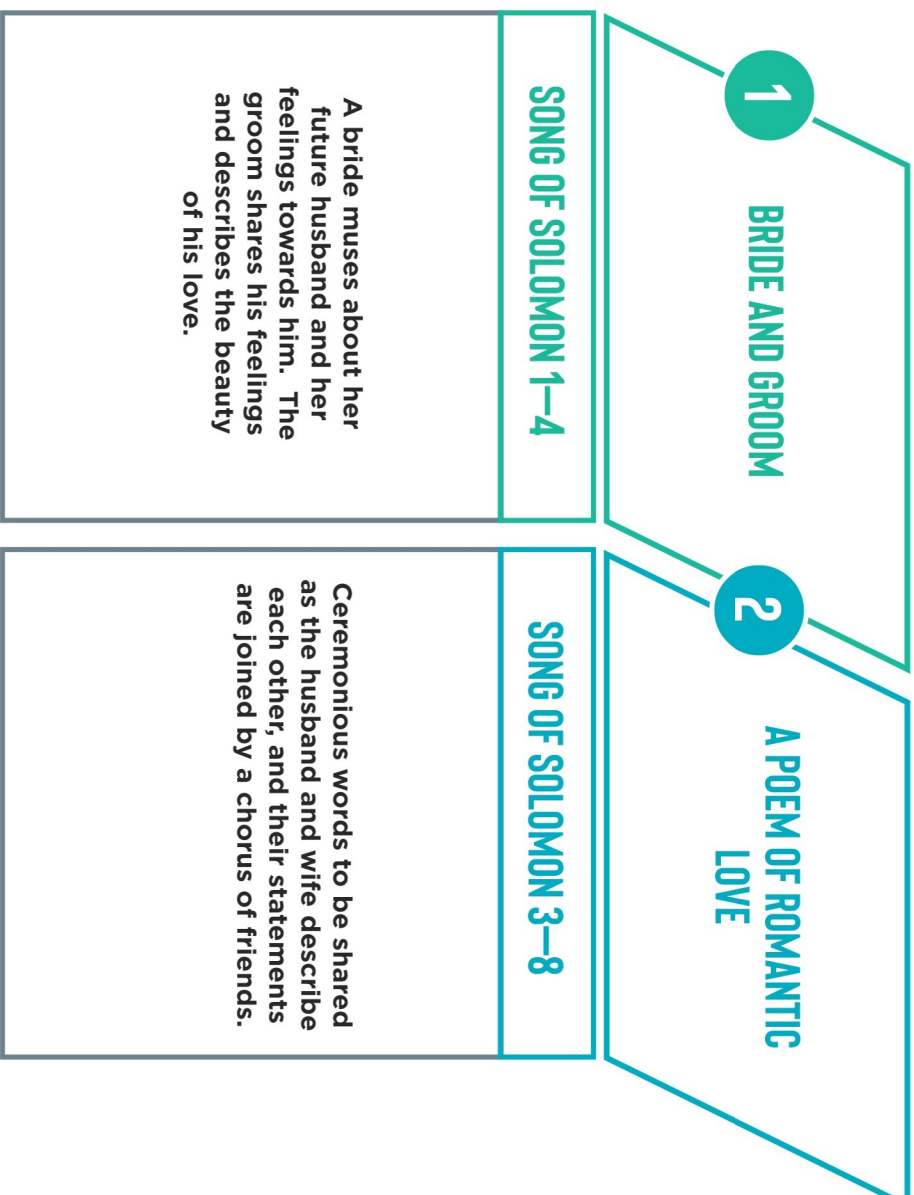 1
BRIDE AND GROOM
SONG OF SOLOMON 1—4
A bride muses about her
future husband and her
feelings towards him.  The
groom shares his feelings
and describes the beauty
of his love.
2
A POEM OF ROMANTIC
LOVE
SONG OF SOLOMON 3—8
Ceremonious words to be shared
as the husband and wife describe
each other, and their statements
are joined by a chorus of friends.